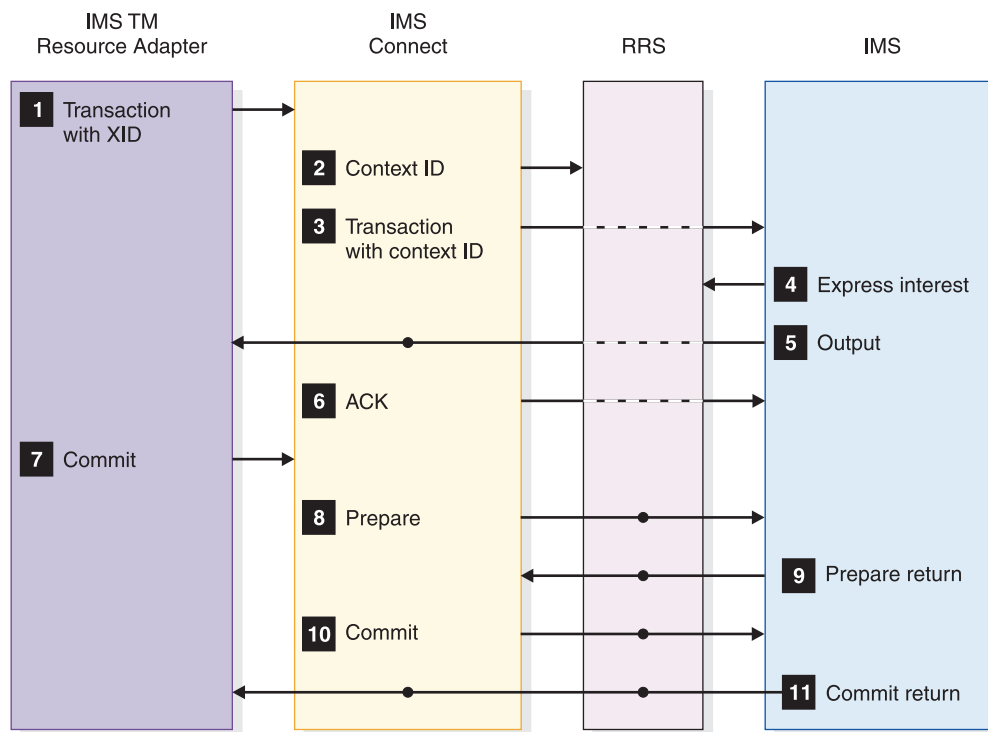 IMS TM
Resource Adapter
IMS
Connect
RRS
IMS
1 Transaction
with XID
2 Context ID
3 Transaction
with context ID
4 Express interest
5 Output
6 ACK
7 Commit
8 Prepare
9 Prepare return
10 Commit
11 Commit return